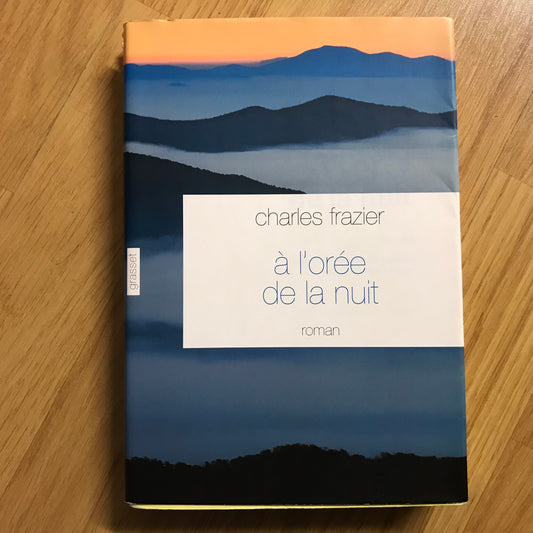 charles frazier
à l'orée
de la nuit
roman
grasset